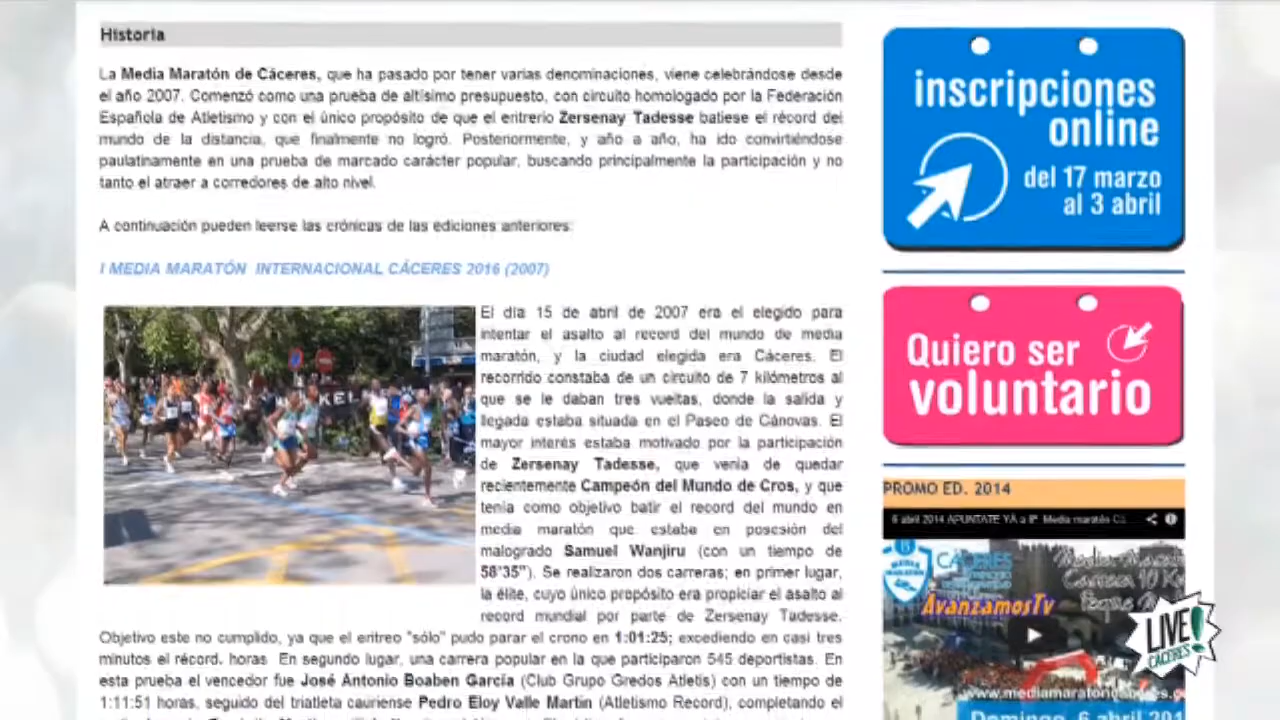 Historia
La Media Maratón de Cáceres, que ha pasado por tener varias denominaciones, viene celebrándose desde
el año 2007. Comenzó como una prueba de altísimo presupuesto, con circuito homologado por la Federación
Española de Atletismo y con el único propósito de que el eritrerio Zersenay Tadesse batiese el récord del
mundo de la distancia, que finalmente no logró. Posteriormente, y año a año, ha ido convirtiéndose
paulatinamente en una prueba de marcado carácter popular, buscando principalmente la participación y no
tanto el atraer a corredores de alto nivel.
A continuación pueden leerse las crónicas de las ediciones anteriores:
I MEDIA MARATÓN INTERNACIONAL CÁCERES 2016 (2007)
El día 15 de abril de 2007 era el elegido para
intentar el asalto al record del mundo de media
maratón, y la ciudad elegida era Cáceres. El
recorrido constaba de un circuito de 7 kilómetros al
que se le daban tres vueltas, donde la salida y
llegada estaba situada en el Paseo de Cánovas. El
mayor interés estaba motivado por la participación
de Zersenay Tadesse, que venía de quedar
recientemente Campeón del Mundo de Cros, y que
tenía como objetivo batir el record del mundo en
media maratón que estaba en posesión del
malogrado Samuel Wanjiru (con un tiempo de
58'35"). Se realizaron dos carreras; en primer lugar,
la élite, cuyo único propósito era propiciar el asalto al
record mundial por parte de Zersenay Tadesse.
Objetivo este no cumplido, ya que el eritreo "sólo" pudo parar el crono en 1:01:25; excediendo en casi tres
minutos el récord. horas En segundo lugar, una carrera popular en la que participaron 545 deportistas. En
esta prueba el vencedor fue José Antonio Boaben García (Club Grupo Gredos Atletis) con un tiempo de
1:11:51 horas, seguido del triatleta cauriense Pedro Eloy Valle Martín (Atletismo Record), completando el
inscripciones
online
del 17 marzo
al 3 abril
Quiero ser
voluntario
PROMO ED. 2014
6 abril 2014 APUNTATE YA a 8ª Media maratón
CÁCERES
AvanzamosTv
Domingo, 6 abril 201
LIVE!
CÁCERES